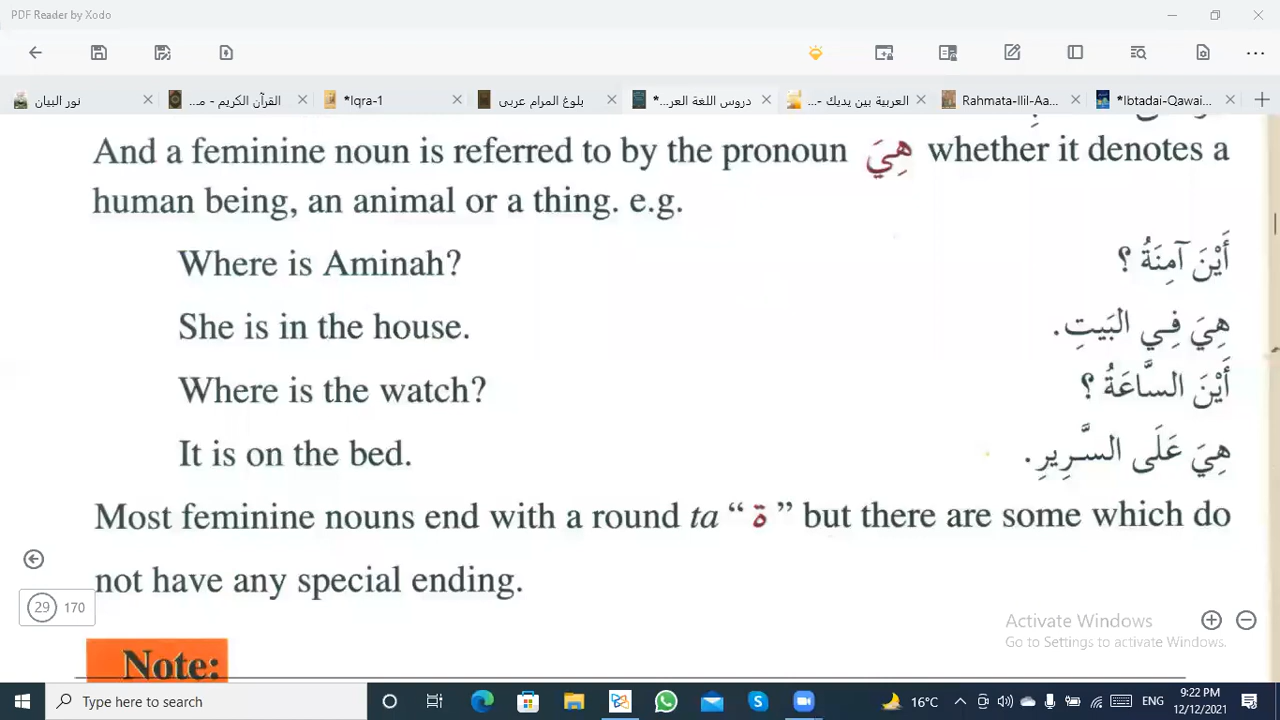 PDF Reader by Xodo
نور البيان
القرآن الكريم - مـ...
*Iqra-1
بلوغ المرام عربى
دروس اللغة العر...*
العربية بين يديك - ...
Rahmata-Ilil-Aa...
*Ibtadai-Qawai...
And a feminine noun is referred to by the pronoun هِيَ whether it denotes a
human being, an animal or a thing. e.g.
Where is Aminah? أَيْنَ آمِنَةُ ؟
She is in the house. هِيَ فِي البَيتِ .
Where is the watch? أَيْنَ السَّاعَةُ ؟
It is on the bed. هِيَ عَلَى السَّرِيرِ .
Most feminine nouns end with a round ta “ ة ” but there are some which do
not have any special ending.
29 170
Activate Windows
Go to Settings to activate Windows.
Note:
Type here to search
16°C
ENG
9:22 PM
12/12/2021